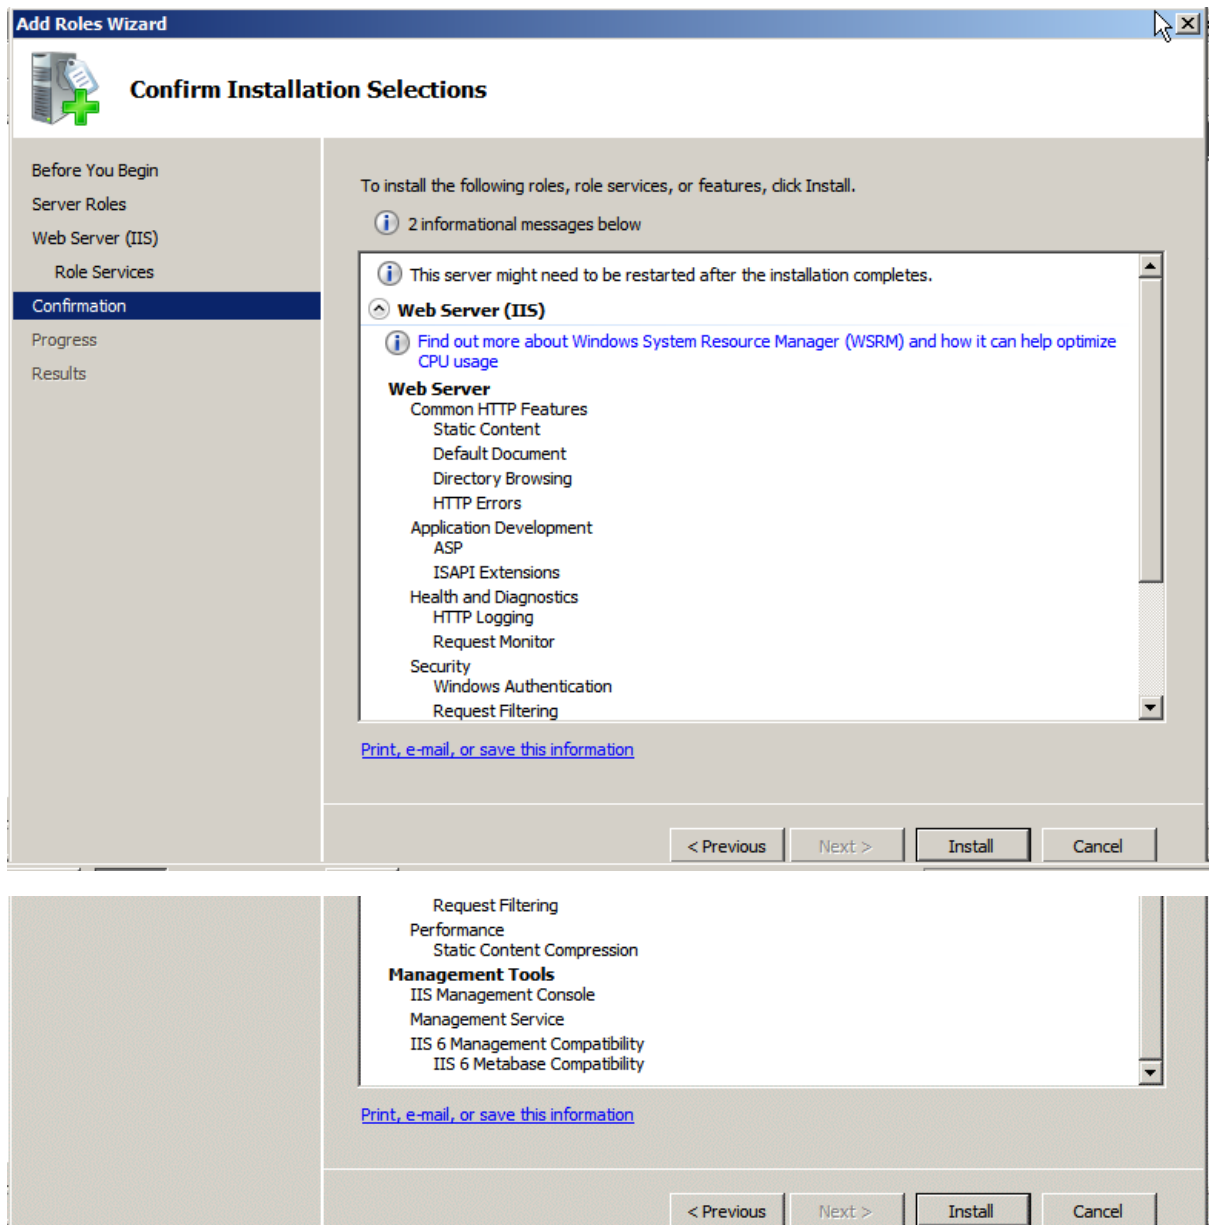 Add Roles Wizard
Confirm Installation Selections
Before You Begin
Server Roles
Web Server (IIS)
Role Services
Confirmation
Progress
Results
To install the following roles, role services, or features, click Install.
2 informational messages below
This server might need to be restarted after the installation completes.
Web Server (IIS)
Find out more about Windows System Resource Manager (WSRM) and how it can help optimize
CPU usage
Web Server
Common HTTP Features
Static Content
Default Document
Directory Browsing
HTTP Errors
Application Development
ASP
ISAPI Extensions
Health and Diagnostics
HTTP Logging
Request Monitor
Security
Windows Authentication
Request Filtering
Print, e-mail, or save this information
< Previous Next > Install Cancel
Request Filtering
Performance
Static Content Compression
Management Tools
IIS Management Console
Management Service
IIS 6 Management Compatibility
IIS 6 Metabase Compatibility
Print, e-mail, or save this information
< Previous Next > Install Cancel